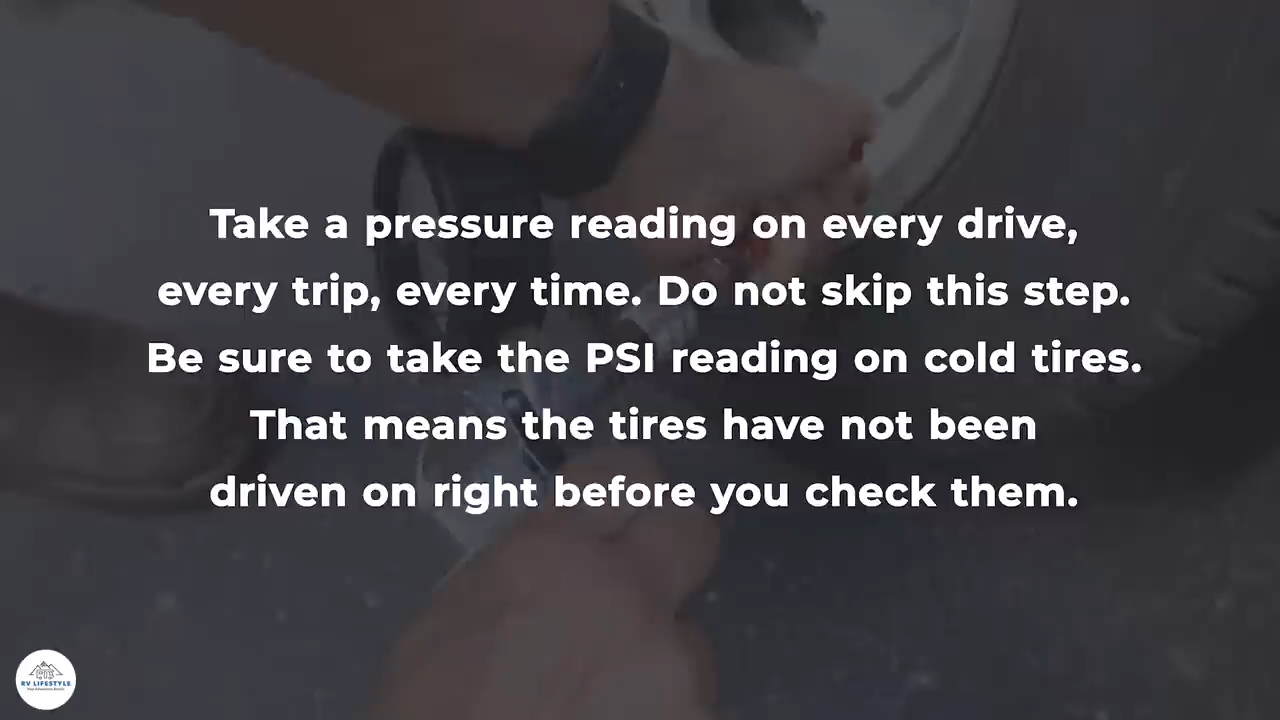 Take a pressure reading on every drive,
every trip, every time. Do not skip this step.
Be sure to take the PSI reading on cold tires.
That means the tires have not been
driven on right before you check them.
RV LIFESTYLE